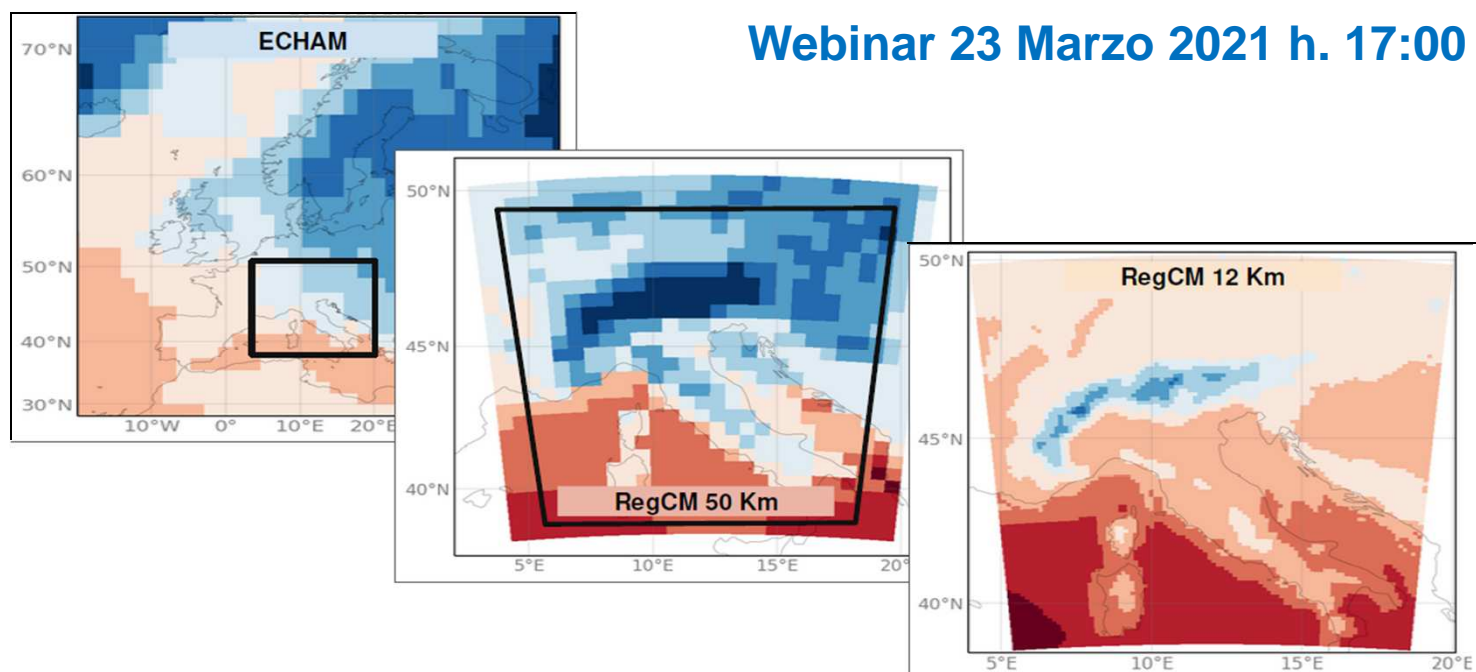 Webinar 23 Marzo 2021 h. 17:00
ECHAM
70°N
60°N
50°N
40°N
30°N
10°W 0° 10°E 20°E
50°N
45°N
40°N
RegCM 50 Km
5°E 10°E 15°E 20°
RegCM 12 Km
50°N
45°N
40°N
5°E 10°E 15°E 20°E